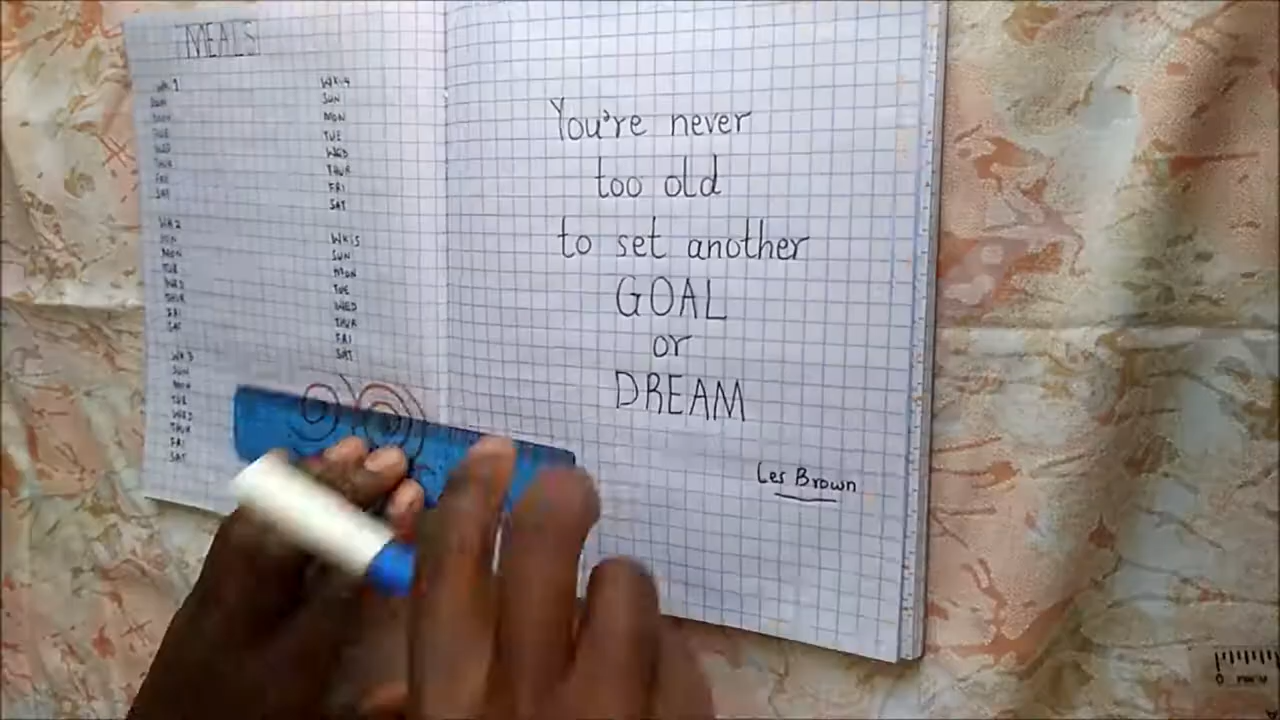 MEALS
WK 1
SUN
MON
TUE
WED
THUR
FRI
SAT
WK 2
SUN
MON
TUE
WED
THUR
FRI
SAT
WK 3
SUN
MON
TUE
WED
THUR
FRI
SAT
WK:4
SUN
MON
TUE
WED
THUR
FRI
SAT
WK:5
SUN
MON
TUE
WED
THUR
FRI
SAT
You're never
too old
to set another
GOAL
or
DREAM
Les Brown